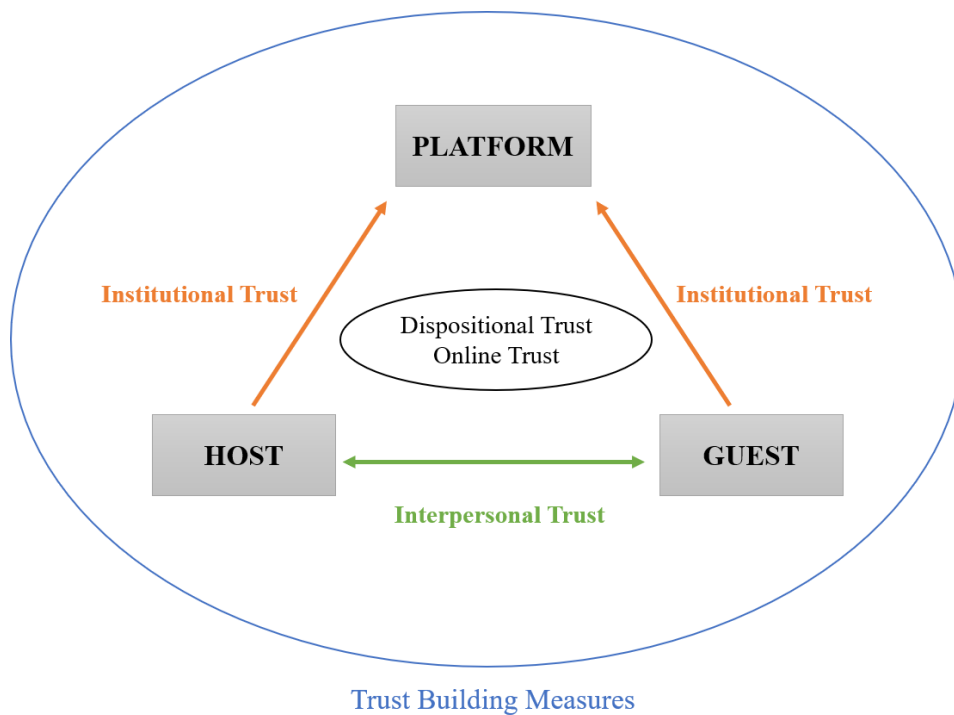 PLATFORM
Institutional Trust
Institutional Trust
Dispositional Trust
Online Trust
HOST
GUEST
Interpersonal Trust
Trust Building Measures